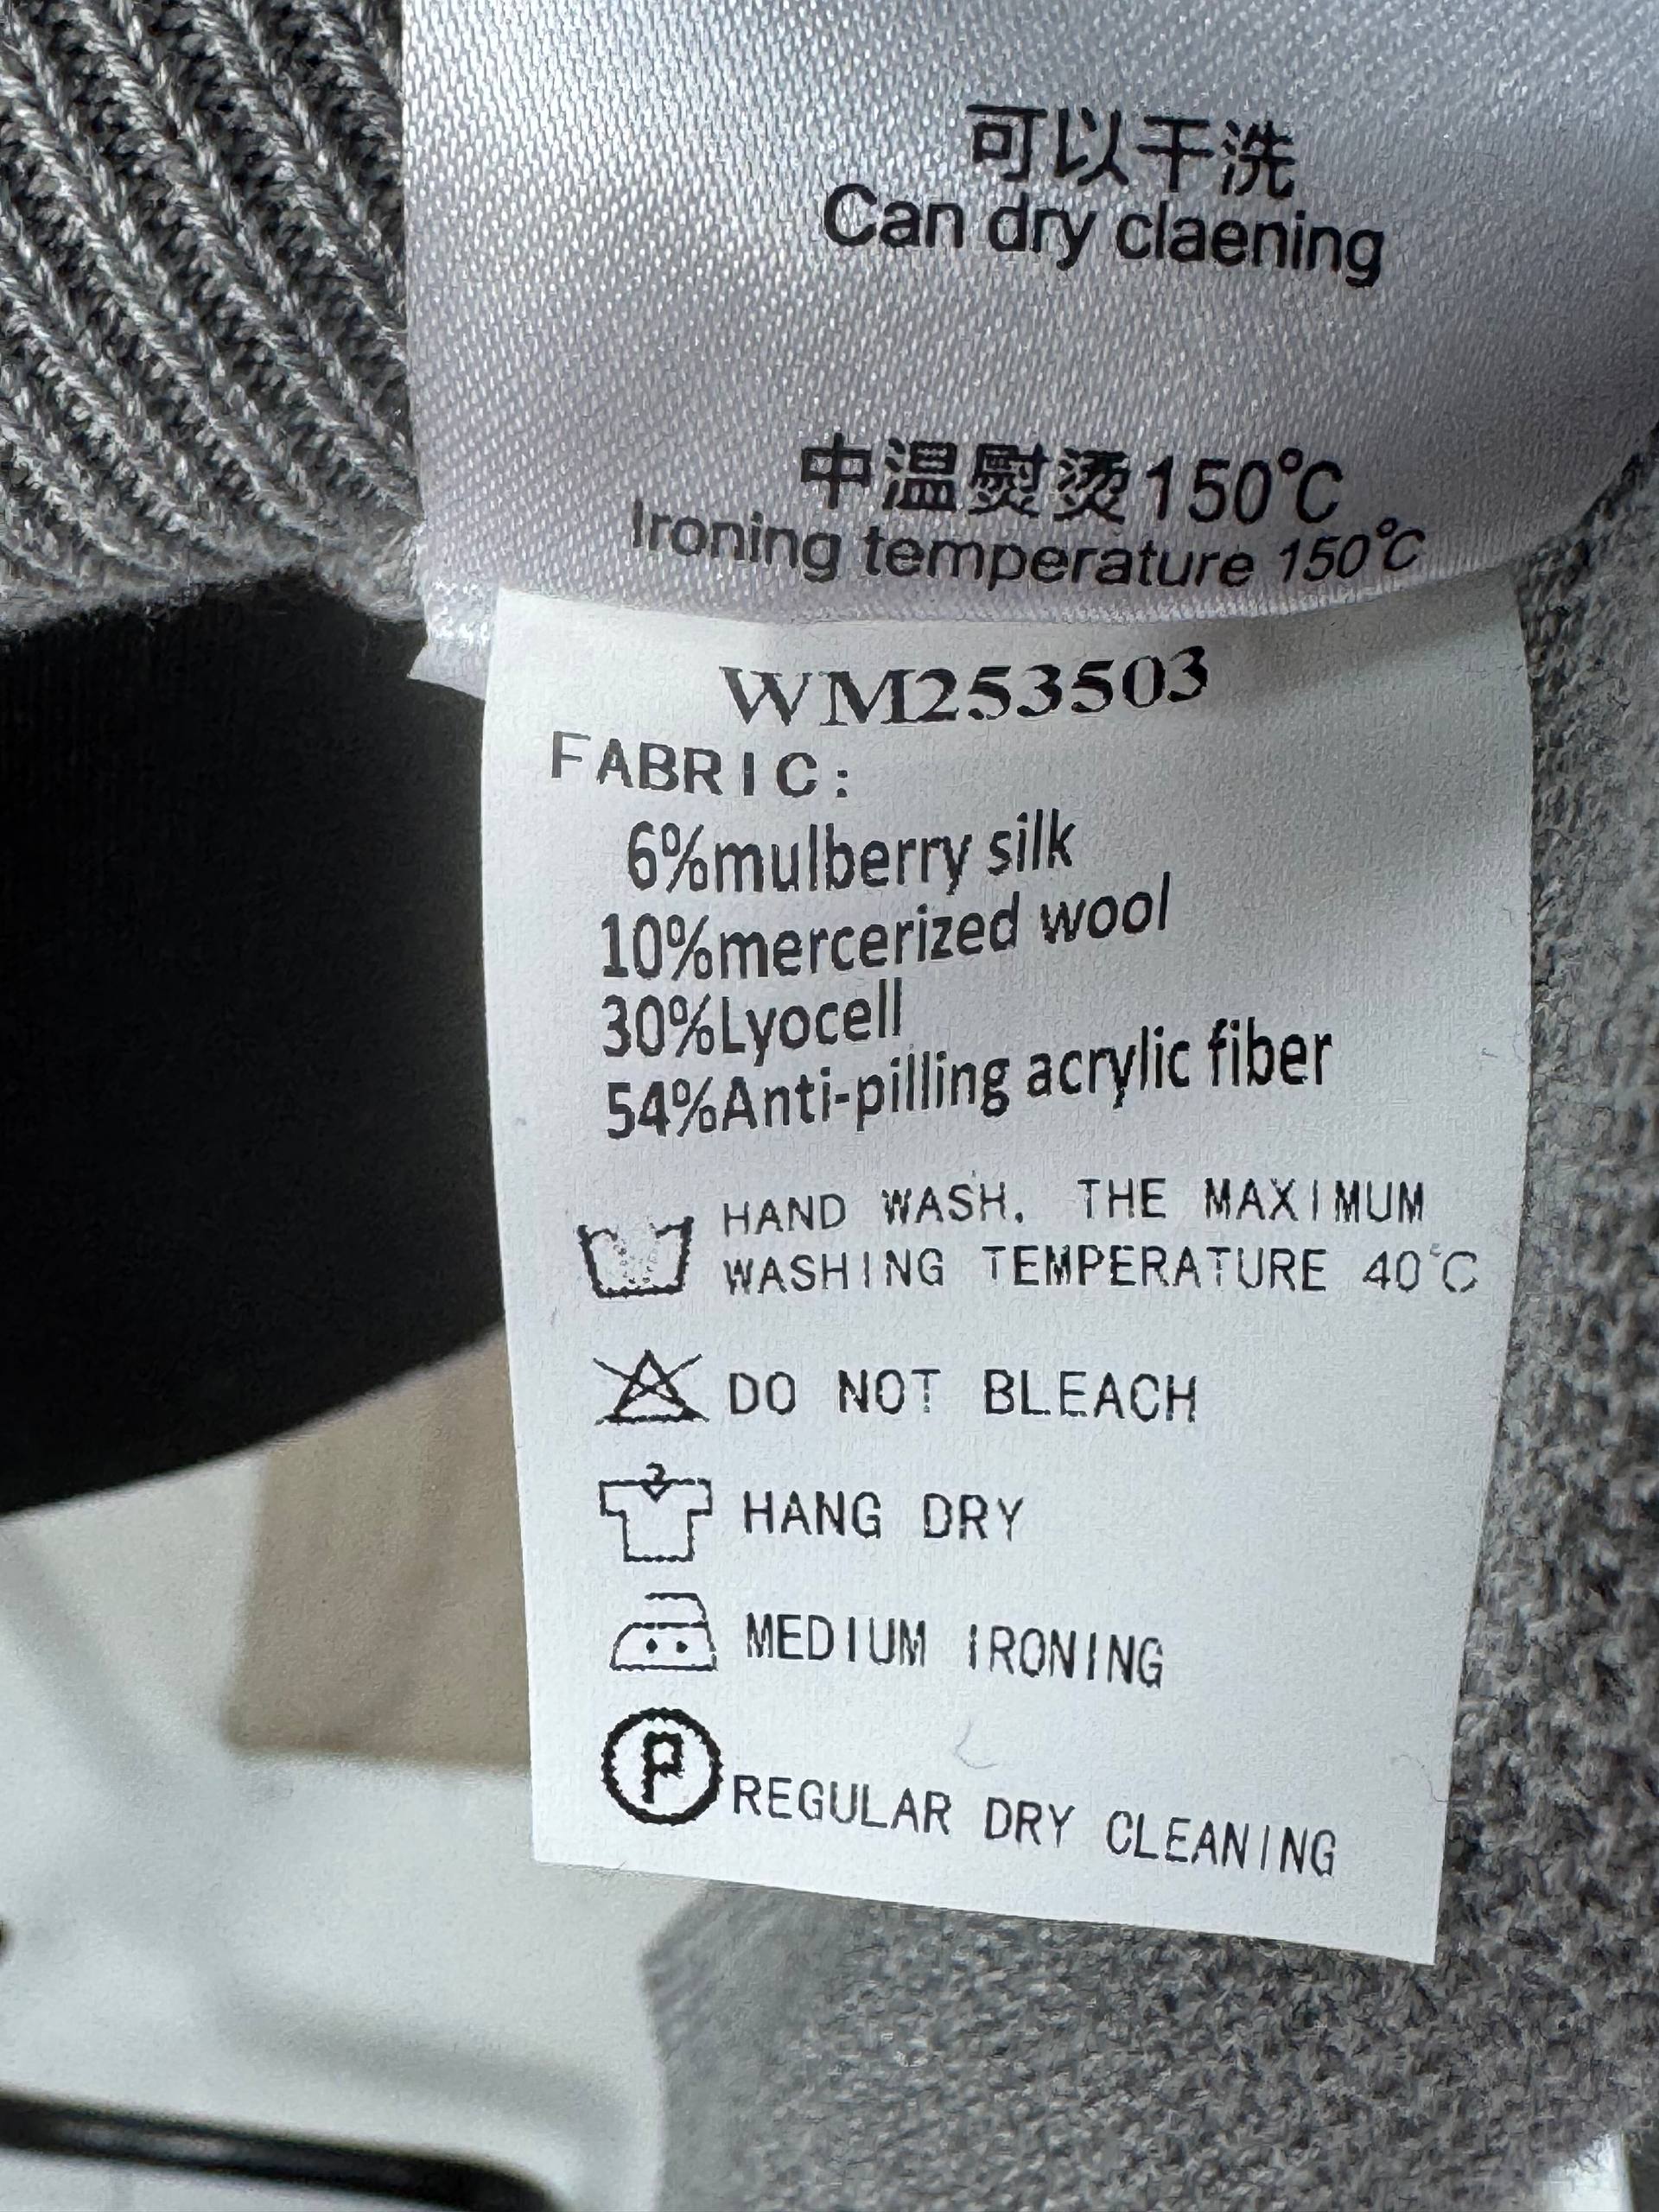 可以干洗
Can dry claening
中温熨烫150℃
Ironing temperature 150℃
WM253503
FABRIC:
6%mulberry silk
10%mercerized wool
30%Lyocell
54%Anti-pilling acrylic fiber
HAND WASH. THE MAXIMUM
WASHING TEMPERATURE 40℃
DO NOT BLEACH
HANG DRY
MEDIUM IRONING
P REGULAR DRY CLEANING